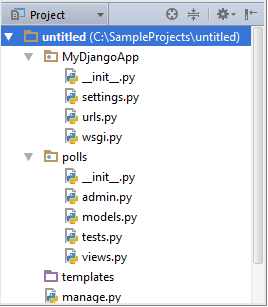 Project
untitled (C:\SampleProjects\untitled)
MyDjangoApp
__init__.py
settings.py
urls.py
wsgi.py
polls
__init__.py
admin.py
models.py
tests.py
views.py
templates
manage.py